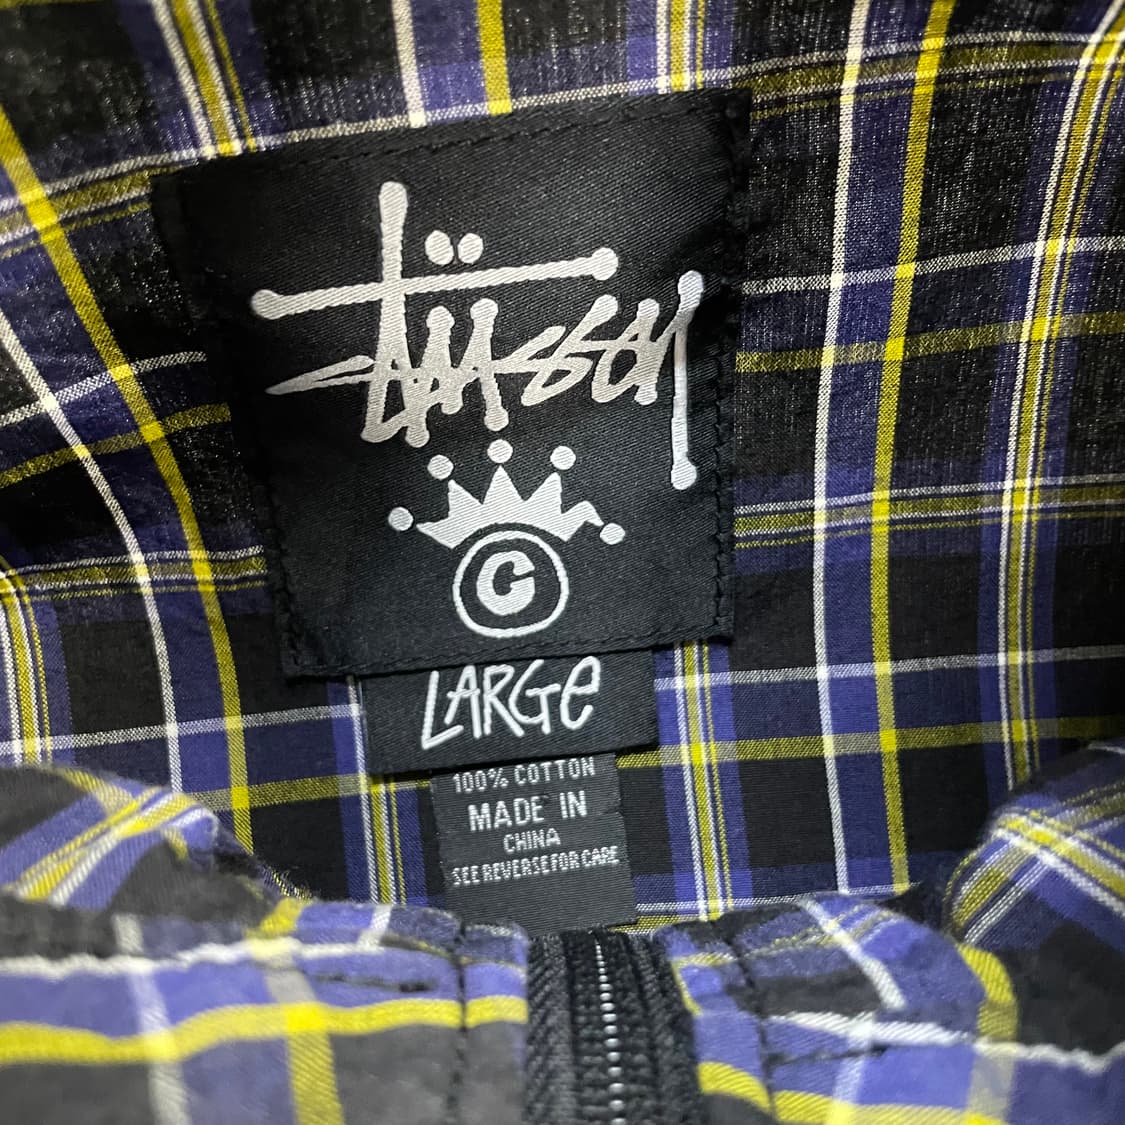 Stüssy
©
LARGe
100% COTTON
MADE IN
CHINA
SEE REVERSE FOR CARE